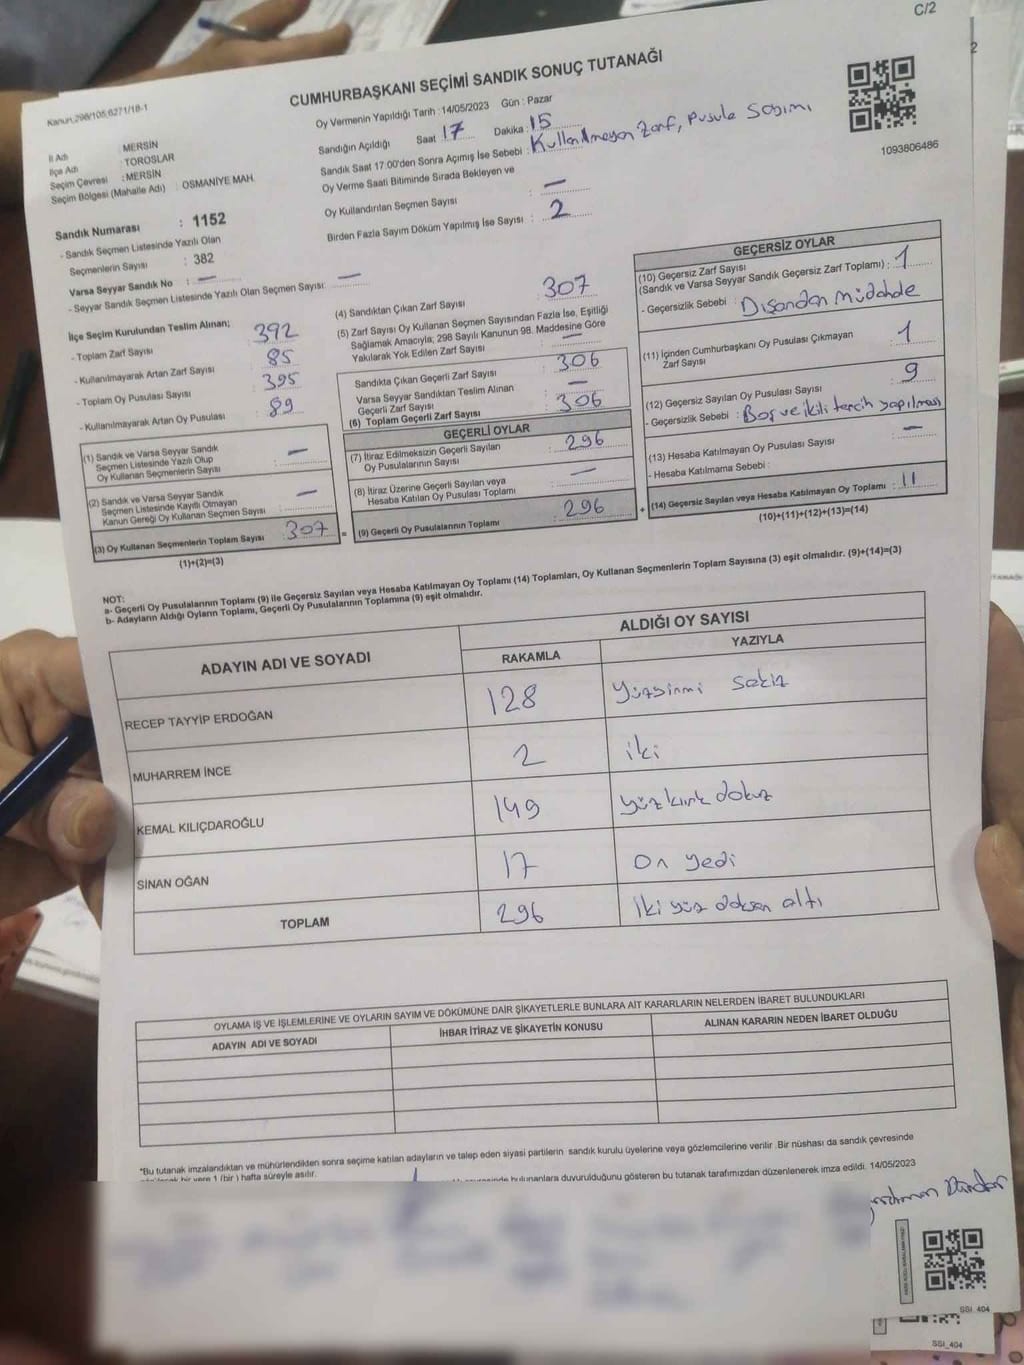 C/2
Kanun,298/105;6271/18-1
CUMHURBAŞKANI SEÇİMİ SANDIK SONUÇ TUTANAĞI
İl Adı : MERSİN
İlçe Adı : TOROSLAR
Seçim Çevresi : MERSİN
Seçim Bölgesi (Mahalle Adı) : OSMANİYE MAH.
Oy Vermenin Yapıldığı Tarih : 14/05/2023 Gün : Pazar
Sandığın Açıldığı Saat 17 Dakika : 15
Sandık Saat 17:00'den Sonra Açımış İse Sebebi : Kullanılmayan Zarf, Pusula Sayımı
Oy Verme Saati Bitiminde Sırada Bekleyen ve
Oy Kullandırılan Seçmen Sayısı : —
Birden Fazla Sayım Döküm Yapılmış İse Sayısı : 2
1093806486
Sandık Numarası : 1152
- Sandık Seçmen Listesinde Yazılı Olan
Seçmenlerin Sayısı : 382
Varsa Seyyar Sandık No : —
- Seyyar Sandık Seçmen Listesinde Yazılı Olan Seçmen Sayısı: —
İlçe Seçim Kurulundan Teslim Alınan;
- Toplam Zarf Sayısı : 392
- Kullanılmayarak Artan Zarf Sayısı : 85
- Toplam Oy Pusulası Sayısı : 395
- Kullanılmayarak Artan Oy Pusulası : 89
(1) Sandık ve Varsa Seyyar Sandık
Seçmen Listesinde Yazılı Olup
Oy Kullanan Seçmenlerin Sayısı : —
(2) Sandık ve Varsa Seyyar Sandık
Seçmen Listesinde Kayıtlı Olmayan
Kanun Gereği Oy Kullanan Seçmen Sayısı : —
(3) Oy Kullanan Seçmenlerin Toplam Sayısı : 307 =
(1)+(2)=(3)
(4) Sandıktan Çıkan Zarf Sayısı : 307
(5) Zarf Sayısı Oy Kullanan Seçmen Sayısından Fazla İse, Eşitliği
Sağlamak Amacıyla; 298 Sayılı Kanunun 98. Maddesine Göre
Yakılarak Yok Edilen Zarf Sayısı : —
Sandıkta Çıkan Geçerli Zarf Sayısı : 306
Varsa Seyyar Sandıktan Teslim Alınan
Geçerli Zarf Sayısı : —
(6) Toplam Geçerli Zarf Sayısı : 306
GEÇERLİ OYLAR
(7) İtiraz Edilmeksizin Geçerli Sayılan
Oy Pusulalarının Sayısı : 296
(8) İtiraz Üzerine Geçerli Sayılan veya
Hesaba Katılan Oy Pusulası Toplamı : —
(9) Geçerli Oy Pusulalarının Toplamı : 296 +
GEÇERSİZ OYLAR
(10) Geçersiz Zarf Sayısı
(Sandık ve Varsa Seyyar Sandık Geçersiz Zarf Toplamı) : 1
- Geçersizlik Sebebi : Dışarıdan Müdahale
(11) İçinden Cumhurbaşkanı Oy Pusulası Çıkmayan
Zarf Sayısı : 1
(12) Geçersiz Sayılan Oy Pusulası Sayısı : 9
- Geçersizlik Sebebi : Boş ve ikili tercih yapılması
(13) Hesaba Katılmayan Oy Pusulası Sayısı : —
- Hesaba Katılmama Sebebi :
(14) Geçersiz Sayılan veya Hesaba Katılmayan Oy Toplamı : 11
(10)+(11)+(12)+(13)=(14)
NOT:
a- Geçerli Oy Pusulalarının Toplamı (9) ile Geçersiz Sayılan veya Hesaba Katılmayan Oy Toplamı (14) Toplamları, Oy Kullanan Seçmenlerin Toplam Sayısına (3) eşit olmalıdır. (9)+(14)=(3)
b- Adayların Aldığı Oyların Toplamı, Geçerli Oy Pusulalarının Toplamına (9) eşit olmalıdır.
ADAYIN ADI VE SOYADI ALDIĞI OY SAYISI
RAKAMLA YAZIYLA
RECEP TAYYİP ERDOĞAN 128 Yüzyirmi sekiz
MUHARREM İNCE 2 iki
KEMAL KILIÇDAROĞLU 149 yüz kırk dokuz
SİNAN OĞAN 17 On yedi
TOPLAM 296 iki yüz doksan altı
OYLAMA İŞ VE İŞLEMLERİNE VE OYLARIN SAYIM VE DÖKÜMÜNE DAİR ŞİKAYETLERLE BUNLARA AİT KARARLARIN NELERDEN İBARET BULUNDUKLARI
ADAYIN ADI VE SOYADI İHBAR İTİRAZ VE ŞİKAYETİN KONUSU ALINAN KARARIN NEDEN İBARET OLDUĞU
*Bu tutanak imzalandıktan ve mühürlendikten sonra seçime katılan adayların ve talep eden siyasi partilerin sandık kurulu üyelerine veya gözlemcilerine verilir .Bir nüshası da sandık çevresinde
bir yere 1 (bir ) hafta süreyle asılır.
bulunanlara duyurulduğunu gösteren bu tutanak tarafımızdan düzenlenerek imza edildi. 14/05/2023
SSİ_404
SSİ_404